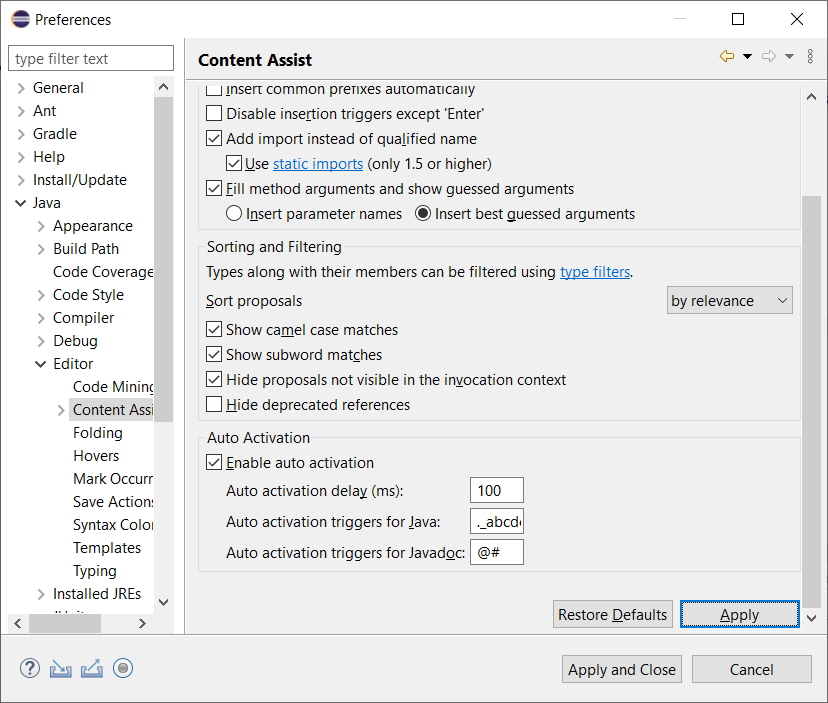 Preferences
type filter text
General
Ant
Gradle
Help
Install/Update
Java
Appearance
Build Path
Code Coverage
Code Style
Compiler
Debug
Editor
Code Mining
Content Assi
Folding
Hovers
Mark Occurr
Save Actions
Syntax Color
Templates
Typing
Installed JREs
Content Assist
Insert common prefixes automatically
Disable insertion triggers except 'Enter'
Add import instead of qualified name
Use static imports (only 1.5 or higher)
Fill method arguments and show guessed arguments
Insert parameter names Insert best guessed arguments
Sorting and Filtering
Types along with their members can be filtered using type filters.
Sort proposals by relevance
Show camel case matches
Show subword matches
Hide proposals not visible in the invocation context
Hide deprecated references
Auto Activation
Enable auto activation
Auto activation delay (ms): 100
Auto activation triggers for Java: ._abcde
Auto activation triggers for Javadoc: @#
Restore Defaults Apply
Apply and Close Cancel